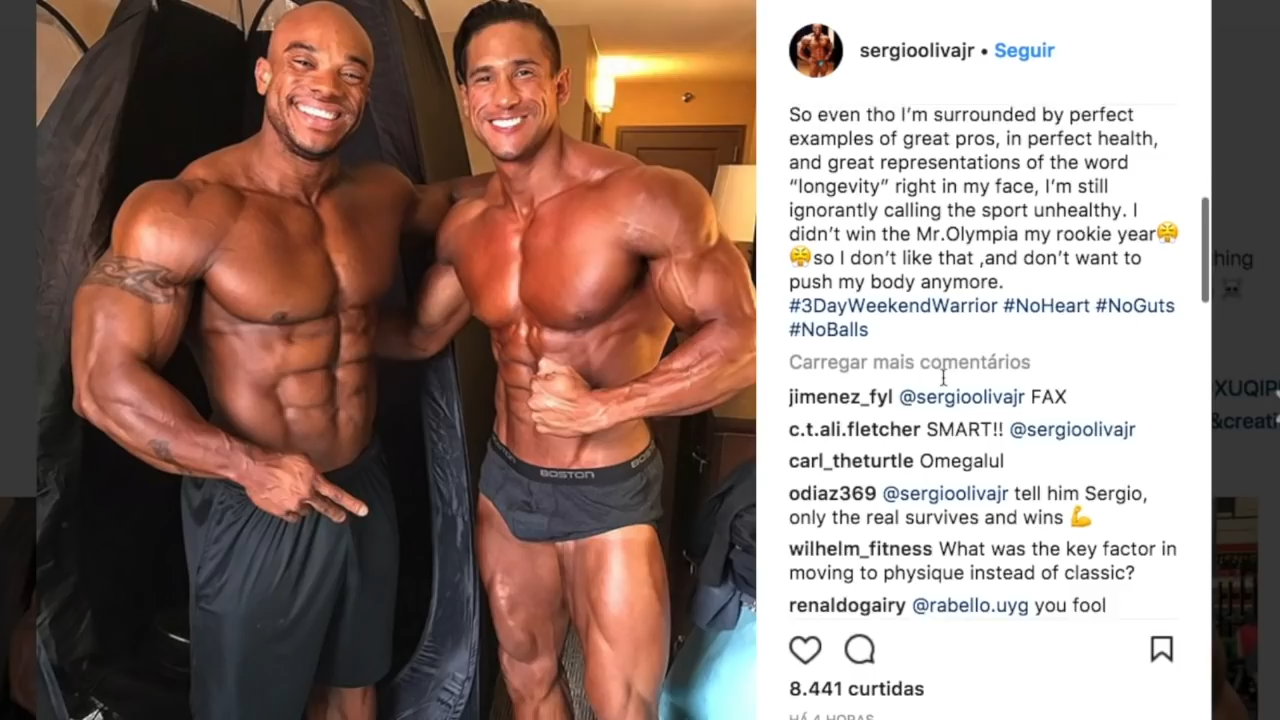 sergioolivajr • Seguir
So even tho I’m surrounded by perfect
examples of great pros, in perfect health,
and great representations of the word
“longevity” right in my face, I’m still
ignorantly calling the sport unhealthy. I
didn’t win the Mr.Olympia my rookie year😤
😤so I don’t like that ,and don’t want to
push my body anymore.
#3DayWeekendWarrior #NoHeart #NoGuts
#NoBalls
Carregar mais comentários
jimenez_fyl @sergioolivajr FAX
c.t.ali.fletcher SMART!! @sergioolivajr
carl_theturtle Omegalul
odiaz369 @sergioolivajr tell him Sergio,
only the real survives and wins 💪
wilhelm_fitness What was the key factor in
moving to physique instead of classic?
renaldogairy @rabello.uyg you fool
8.441 curtidas
HÁ 4 HORAS
BOSTON